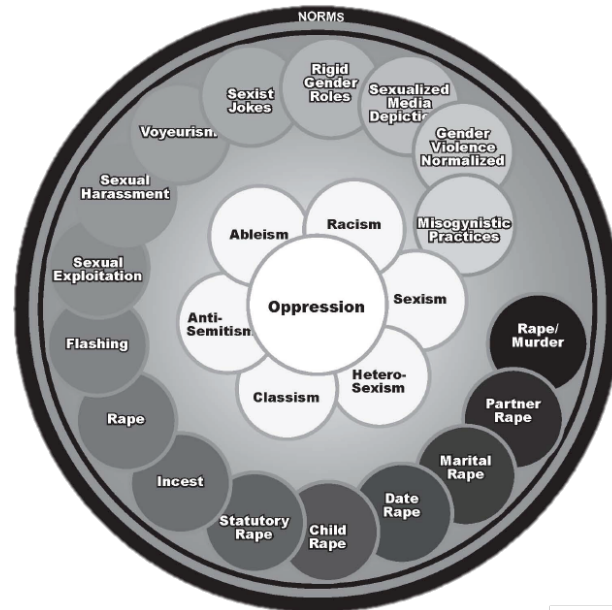 NORMS
Rigid
Gender
Roles
Sexualized
Media
Depiction
Gender
Violence
Normalized
Misogynistic
Practices
Sexist
Jokes
Voyeurism
Sexual
Harassment
Sexual
Exploitation
Flashing
Rape
Incest
Statutory
Rape
Child
Rape
Date
Rape
Marital
Rape
Partner
Rape
Rape/
Murder
Oppression
Racism
Sexism
Hetero-
Sexism
Classism
Anti-
Semitism
Ableism